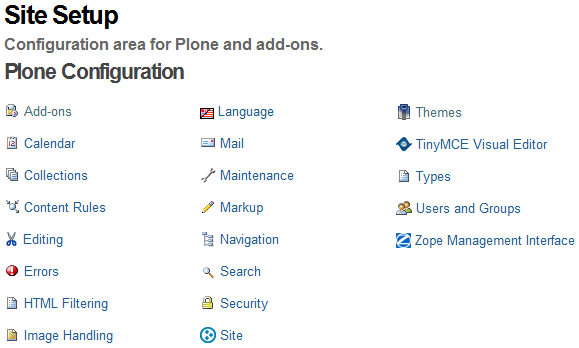 Site Setup
Configuration area for Plone and add-ons.
Plone Configuration
Add-ons
Calendar
Collections
Content Rules
Editing
Errors
HTML Filtering
Image Handling
Language
Mail
Maintenance
Markup
Navigation
Search
Security
Site
Themes
TinyMCE Visual Editor
Types
Users and Groups
Zope Management Interface